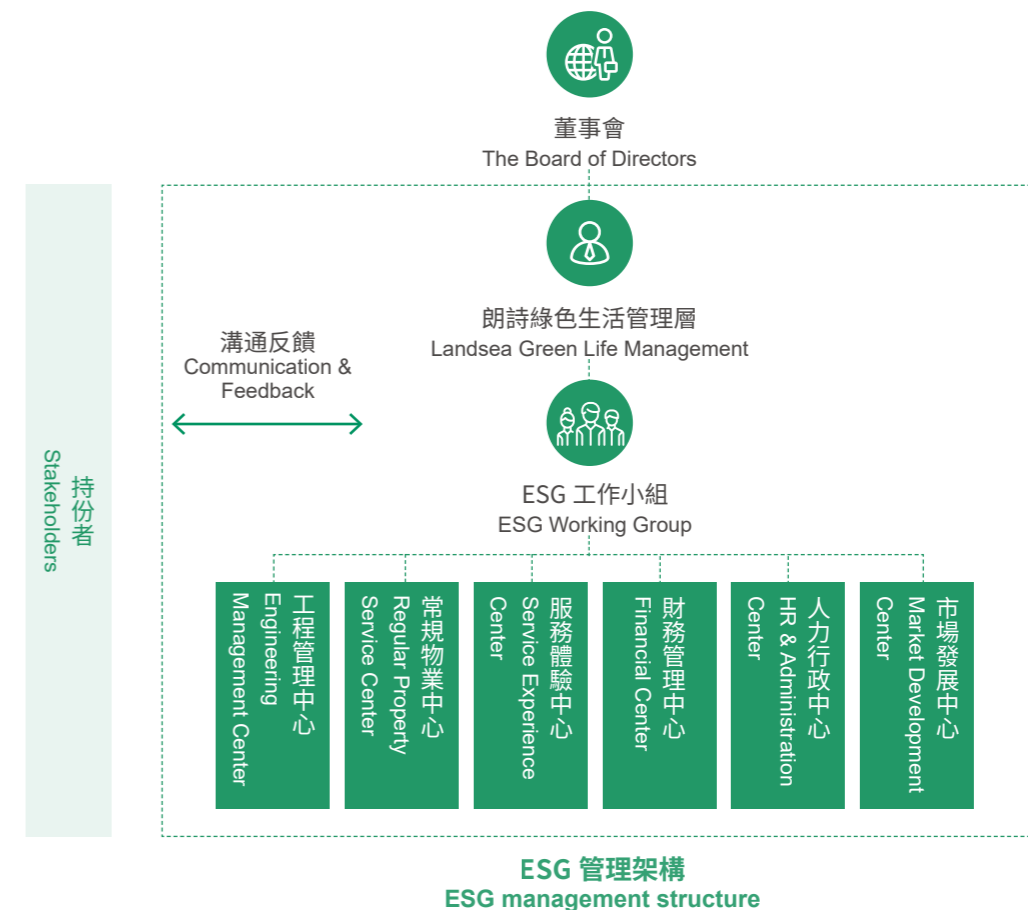 董事會
The Board of Directors
朗詩綠色生活管理層
Landsea Green Life Management
溝通反饋
Communication &
Feedback
持份者
Stakeholders
ESG 工作小組
ESG Working Group
工程管理中心
Engineering
Management Center
常規物業中心
Regular Property
Service Center
服務體驗中心
Service Experience
Center
財務管理中心
Financial Center
人力行政中心
HR & Administration
Center
市場發展中心
Market Development
Center
ESG 管理架構
ESG management structure